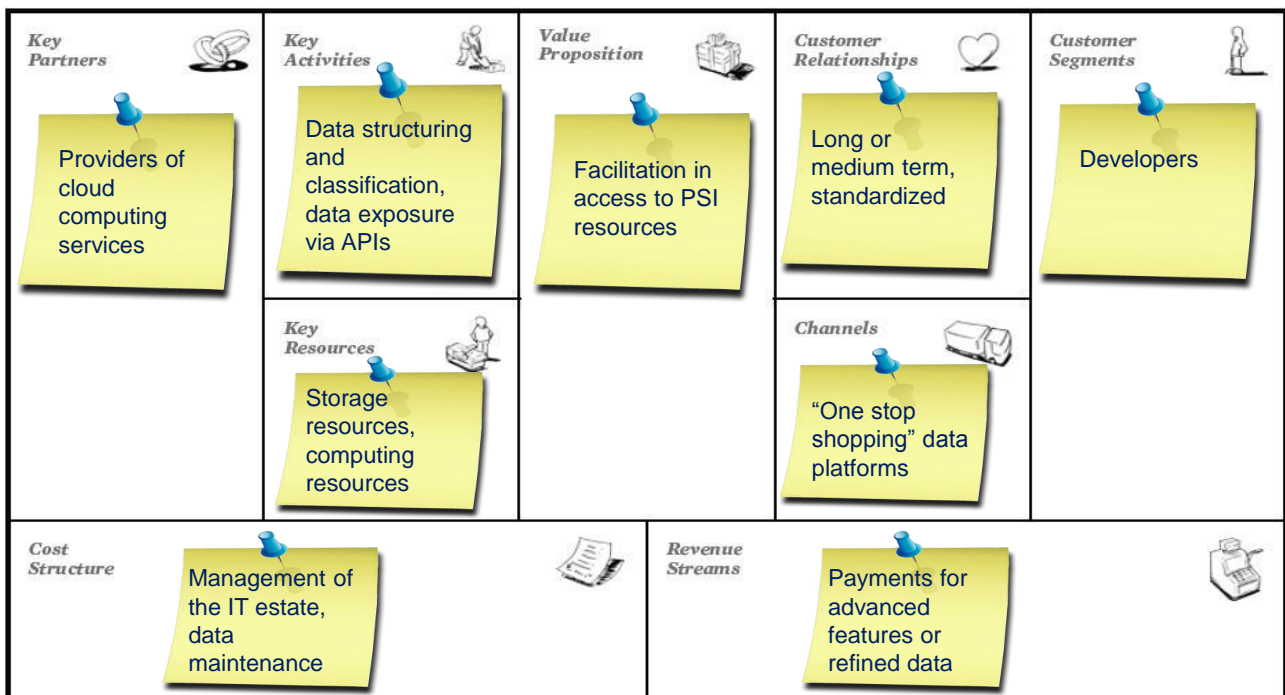 Key
Partners
Providers of
cloud
computing
services
Key
Activities
Data structuring
and
classification,
data exposure
via APIs
Key
Resources
Storage
resources,
computing
resources
Value
Proposition
Facilitation in
access to PSI
resources
Customer
Relationships
Long or
medium term,
standardized
Channels
“One stop
shopping” data
platforms
Customer
Segments
Developers
Cost
Structure
Management of
the IT estate,
data
maintenance
Revenue
Streams
Payments for
advanced
features or
refined data